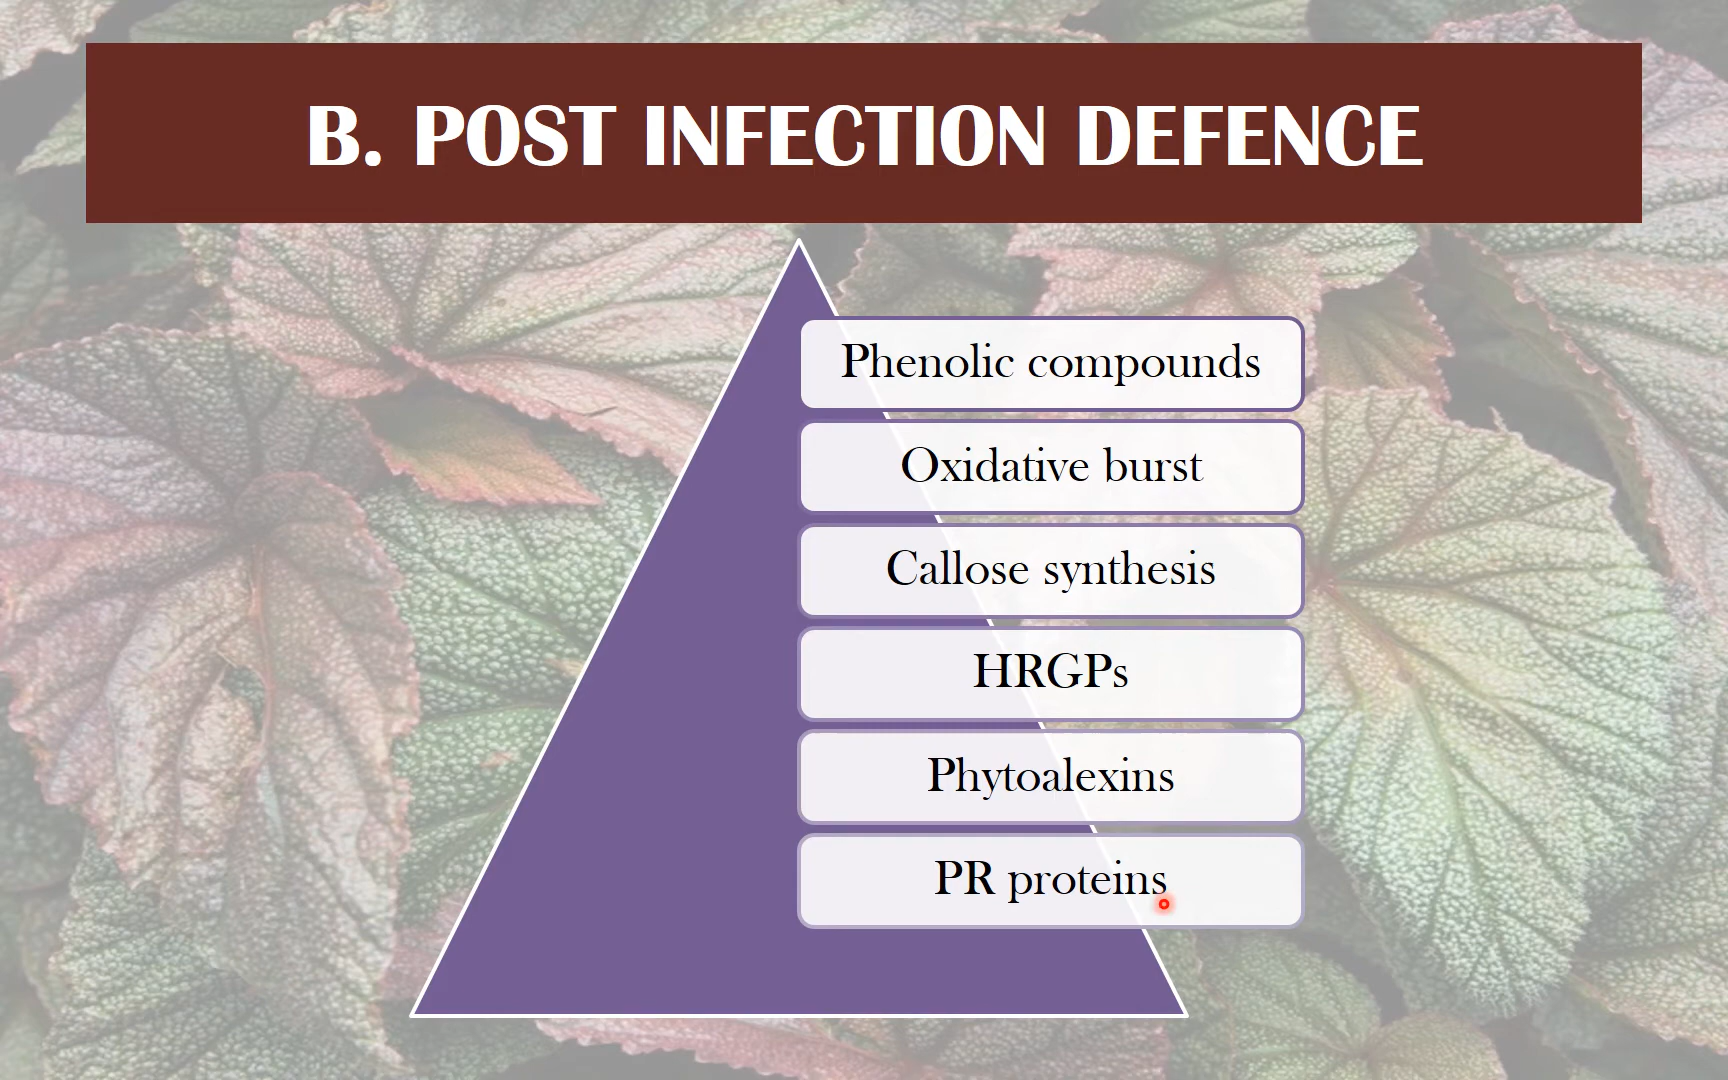 B. POST INFECTION DEFENCE
Phenolic compounds
Oxidative burst
Callose synthesis
HRGPs
Phytoalexins
PR proteins